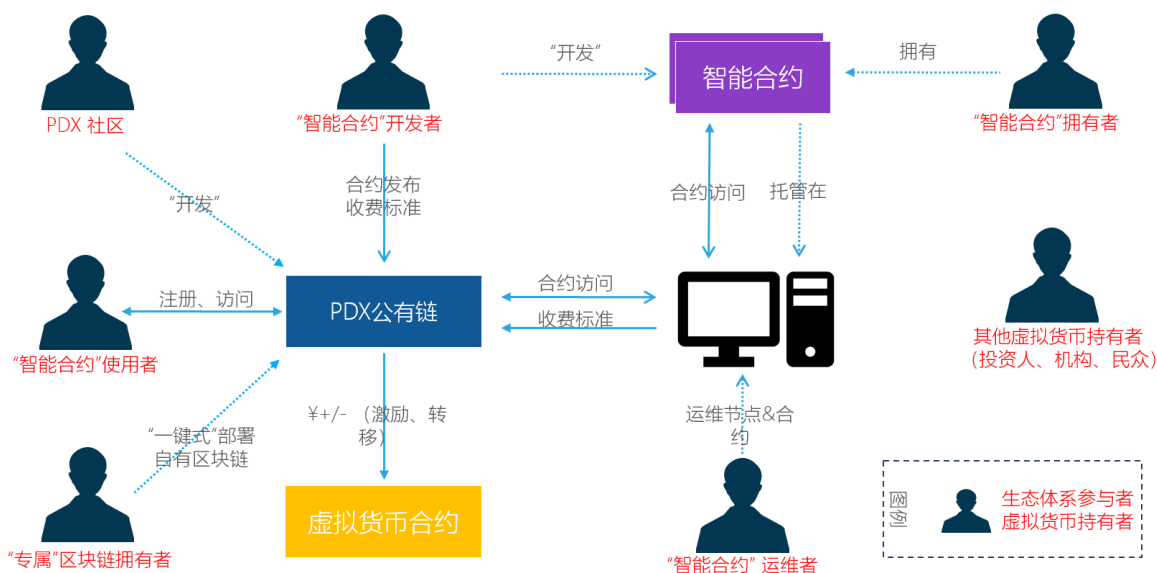 PDX 社区
“智能合约”开发者
“开发”
智能合约
拥有
“智能合约”拥有者
“开发”
合约发布
收费标准
合约访问
托管在
注册、访问
“智能合约”使用者
PDX公有链
合约访问
收费标准
其他虚拟货币持有者
（投资人、机构、民众）
“一键式”部署
自有区块链
¥+/- （激励、转
移）
运维节点&合
约
“专属”区块链拥有者
虚拟货币合约
“智能合约” 运维者
图例
生态体系参与者
虚拟货币持有者